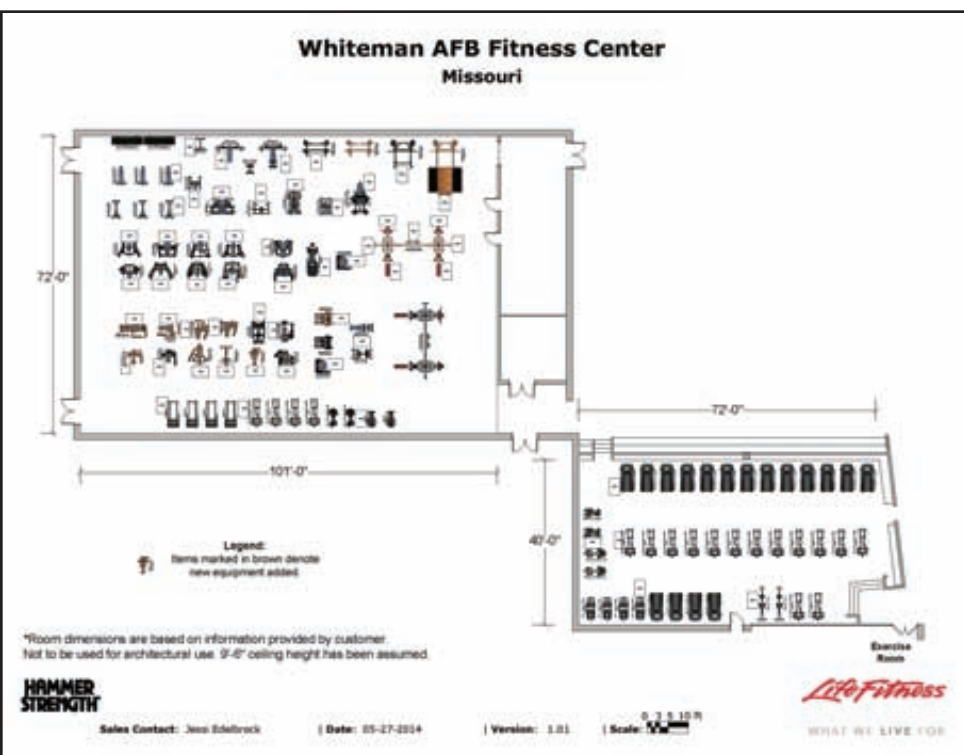 Whiteman AFB Fitness Center
Missouri
72'-0"
72'-0"
101'-0"
40'-0"
Legend:
Items marked in brown denote
new equipment added.
Exercise
Room
*Room dimensions are based on information provided by customer.
Not to be used for architectural use. 9'-6" ceiling height has been assumed.
HAMMER
STRENGTH
LifeFitness
Sales Contact: Jess Edelbrock | Date: 05-27-2014 | Version: 1.01 | Scale:
WHAT WE LIVE FOR